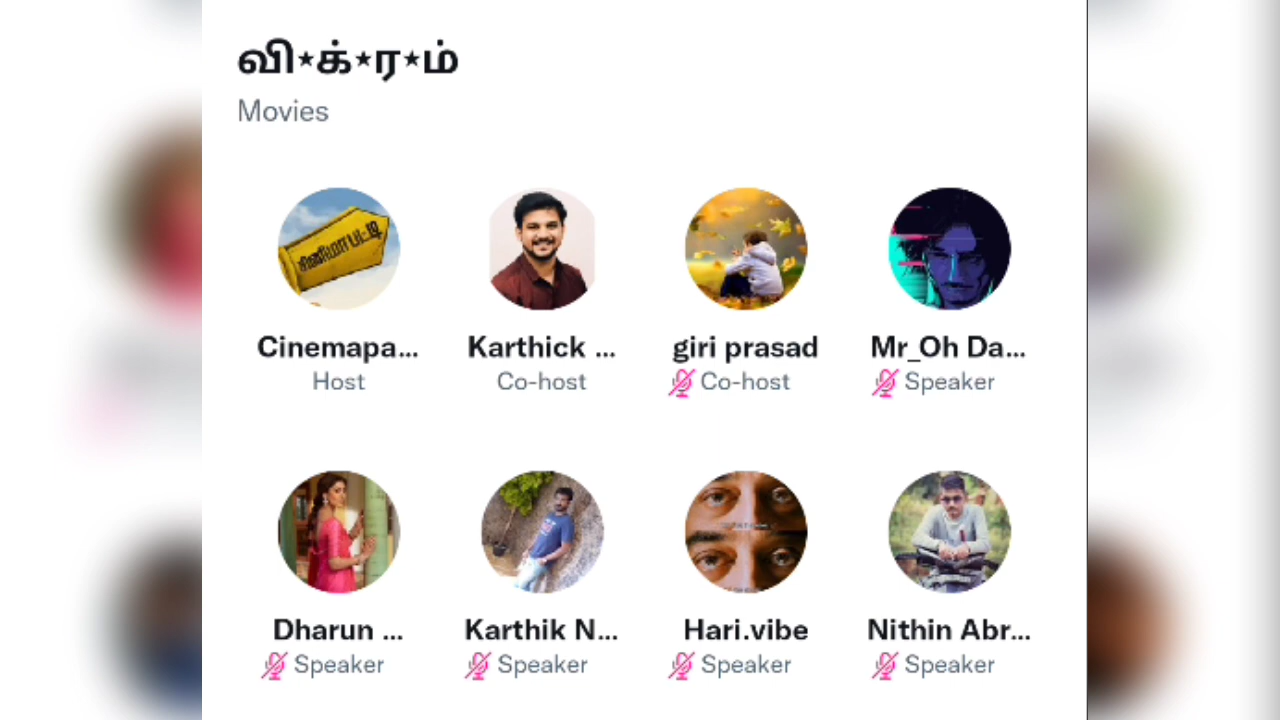 வி⋆க்⋆ர⋆ம்
Movies
சினிமாபட்டி
Cinemapa... Karthick ... giri prasad Mr_Oh Da...
Host Co-host Co-host Speaker
Dharun ... Karthik N... Hari.vibe Nithin Abr...
Speaker Speaker Speaker Speaker